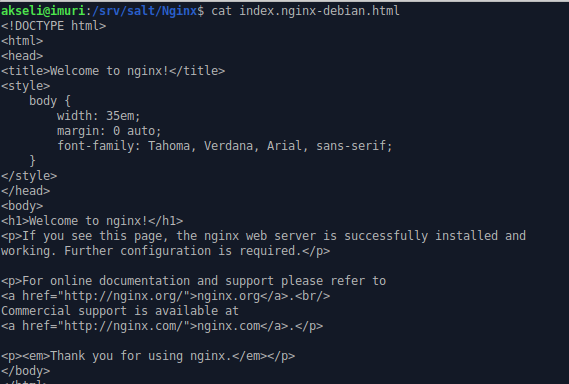 akseli@imuri:/srv/salt/Nginx$ cat index.nginx-debian.html
<!DOCTYPE html>
<html>
<head>
<title>Welcome to nginx!</title>
<style>
    body {
        width: 35em;
        margin: 0 auto;
        font-family: Tahoma, Verdana, Arial, sans-serif;
    }
</style>
</head>
<body>
<h1>Welcome to nginx!</h1>
<p>If you see this page, the nginx web server is successfully installed and
working. Further configuration is required.</p>

<p>For online documentation and support please refer to
<a href="http://nginx.org/">nginx.org</a>.<br/>
Commercial support is available at
<a href="http://nginx.com/">nginx.com</a>.</p>

<p><em>Thank you for using nginx.</em></p>
</body>
</html>